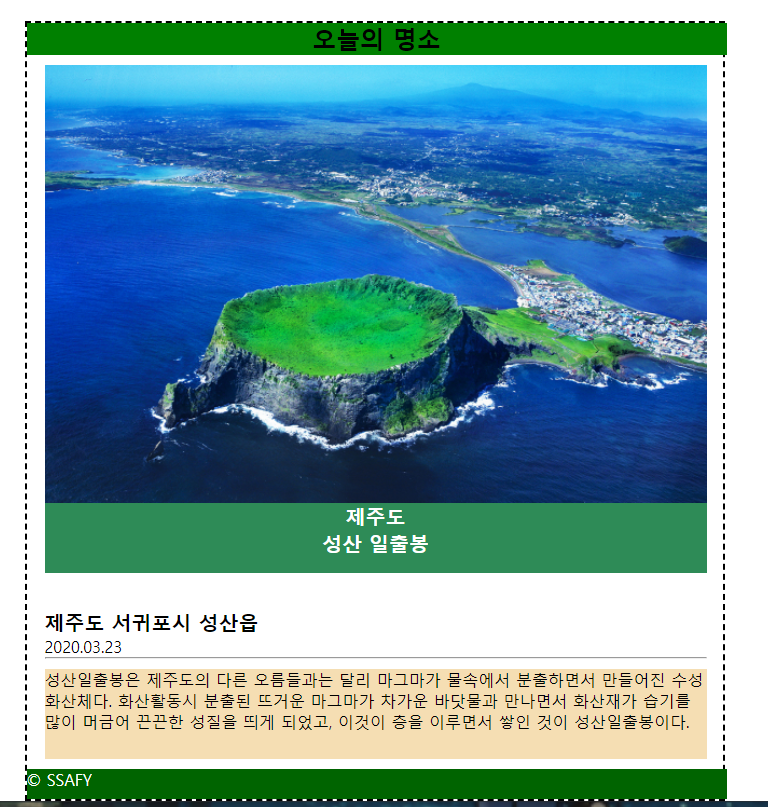 오늘의 명소
제주도
성산 일출봉
제주도 서귀포시 성산읍
2020.03.23
성산일출봉은 제주도의 다른 오름들과는 달리 마그마가 물속에서 분출하면서 만들어진 수성
화산체다. 화산활동시 분출된 뜨거운 마그마가 차가운 바닷물과 만나면서 화산재가 습기를
많이 머금어 끈끈한 성질을 띄게 되었고, 이것이 층을 이루면서 쌓인 것이 성산일출봉이다.
© SSAFY